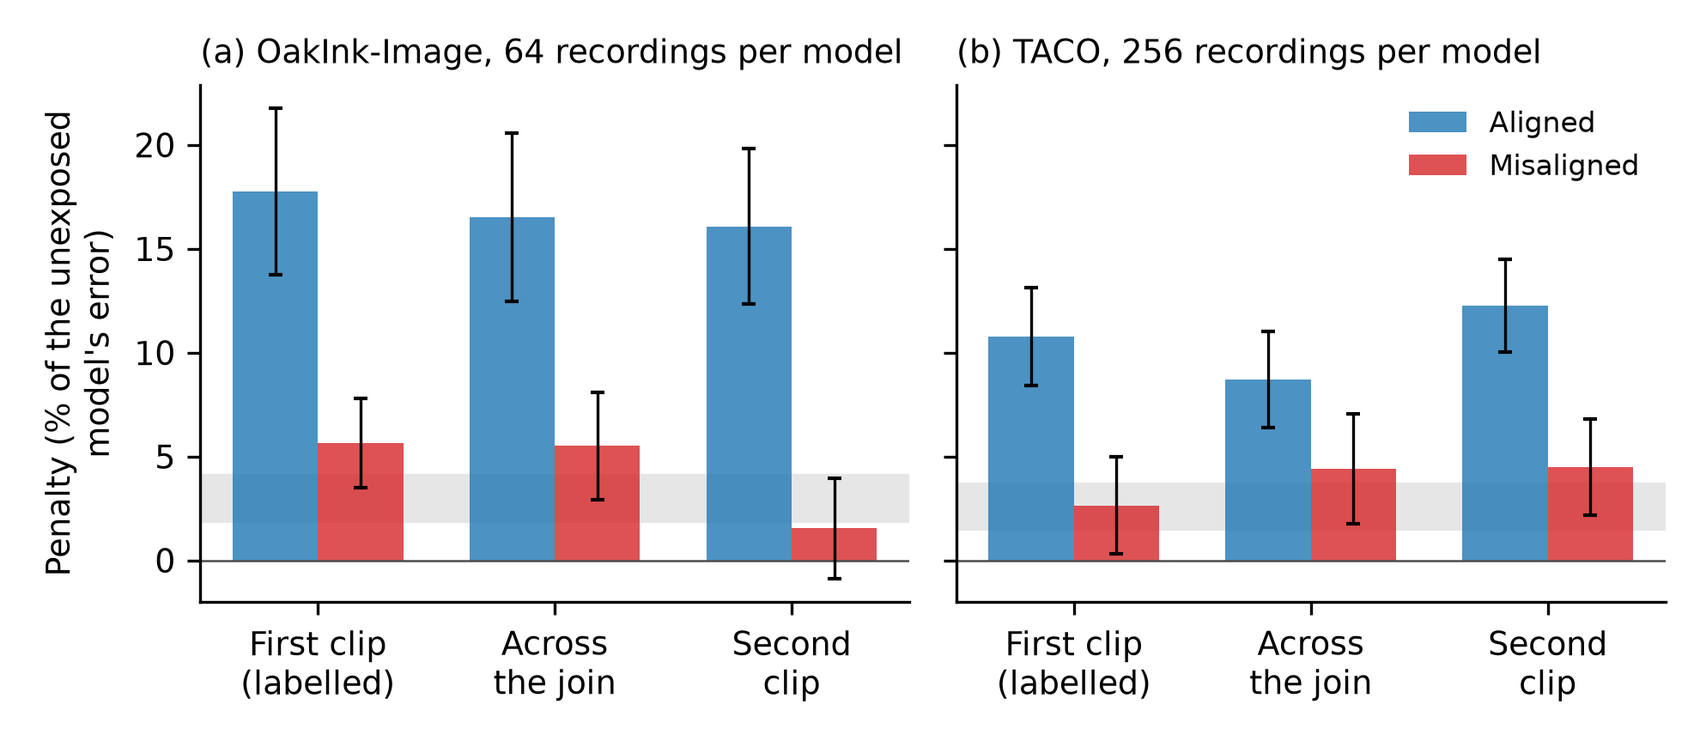 (a) OakInk-Image, 64 recordings per model
(b) TACO, 256 recordings per model
Penalty (% of the unexposed
model's error)
20
15
10
5
0
Aligned
Misaligned
First clip
(labelled)
Across
the join
Second
clip
First clip
(labelled)
Across
the join
Second
clip